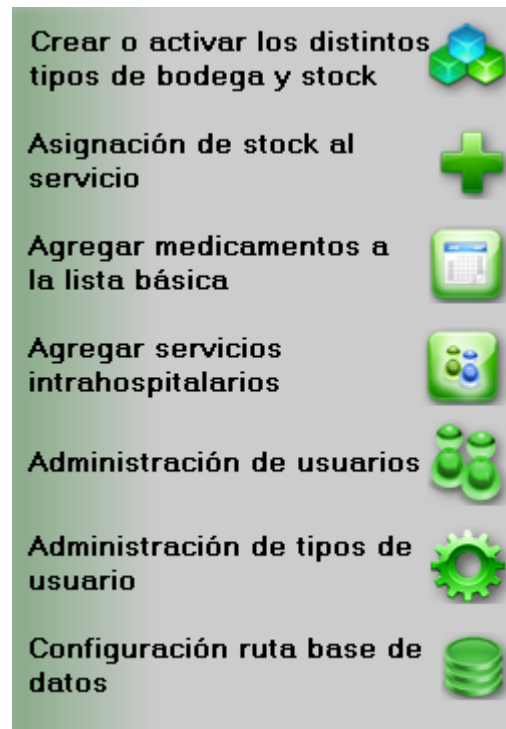 Crear o activar los distintos
tipos de bodega y stock
Asignación de stock al
servicio
Agregar medicamentos a
la lista básica
Agregar servicios
intrahospitalarios
Administración de usuarios
Administración de tipos de
usuario
Configuración ruta base de
datos